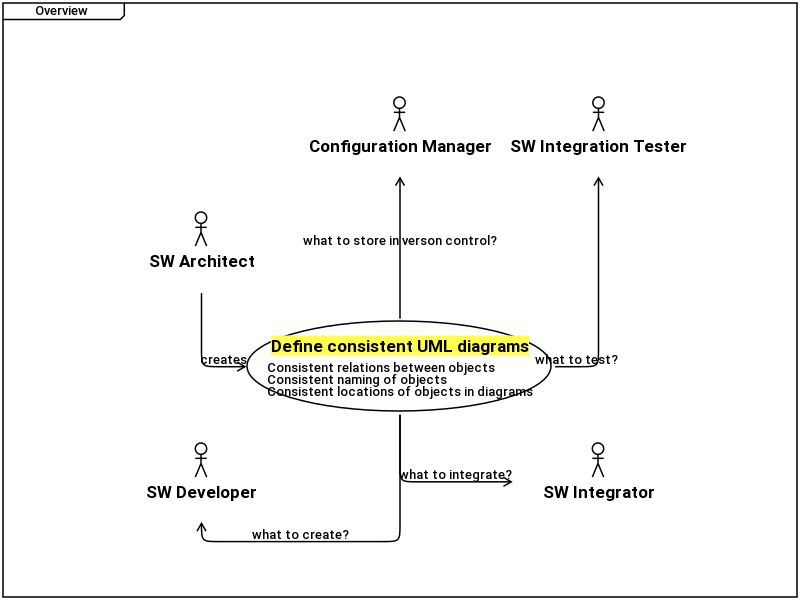 Overview
Configuration Manager
SW Integration Tester
what to store in verson control?
SW Architect
Define consistent UML diagrams
creates
what to test?
Consistent relations between objects
Consistent naming of objects
Consistent locations of objects in diagrams
what to integrate?
SW Developer
SW Integrator
what to create?